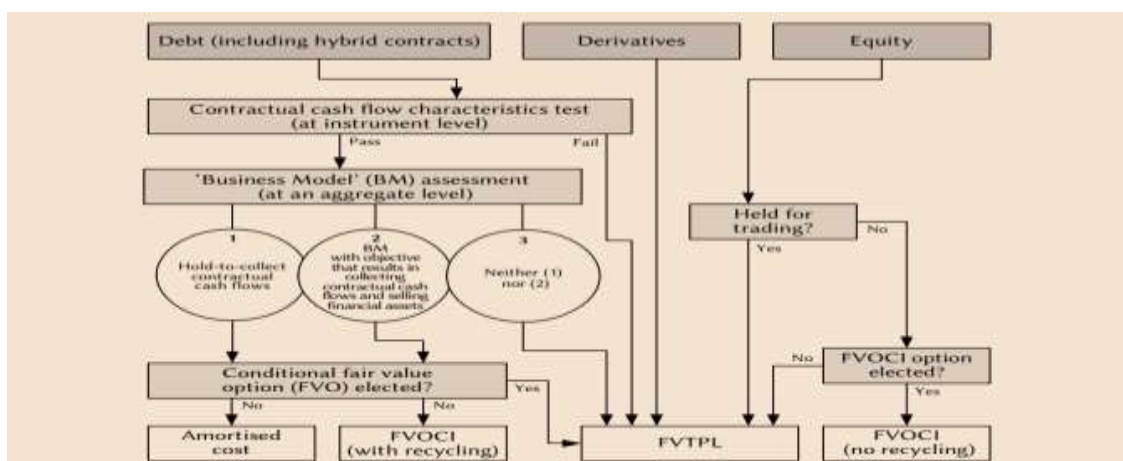 Debt (including hybrid contracts)
Derivatives
Equity
Contractual cash flow characteristics test
(at instrument level)
Pass
Fail
'Business Model' (BM) assessment
(at an aggregate level)
1
Hold-to-collect
contractual
cash flows
2
BM
with objective
that results in
collecting
contractual cash
flows and selling
financial assets
3
Neither (1)
nor (2)
Held for
trading?
No
Yes
Conditional fair value
option (FVO) elected?
Yes
No
No
No
FVOCI option
elected?
Yes
Amortised
cost
FVOCI
(with recycling)
FVTPL
FVOCI
(no recycling)